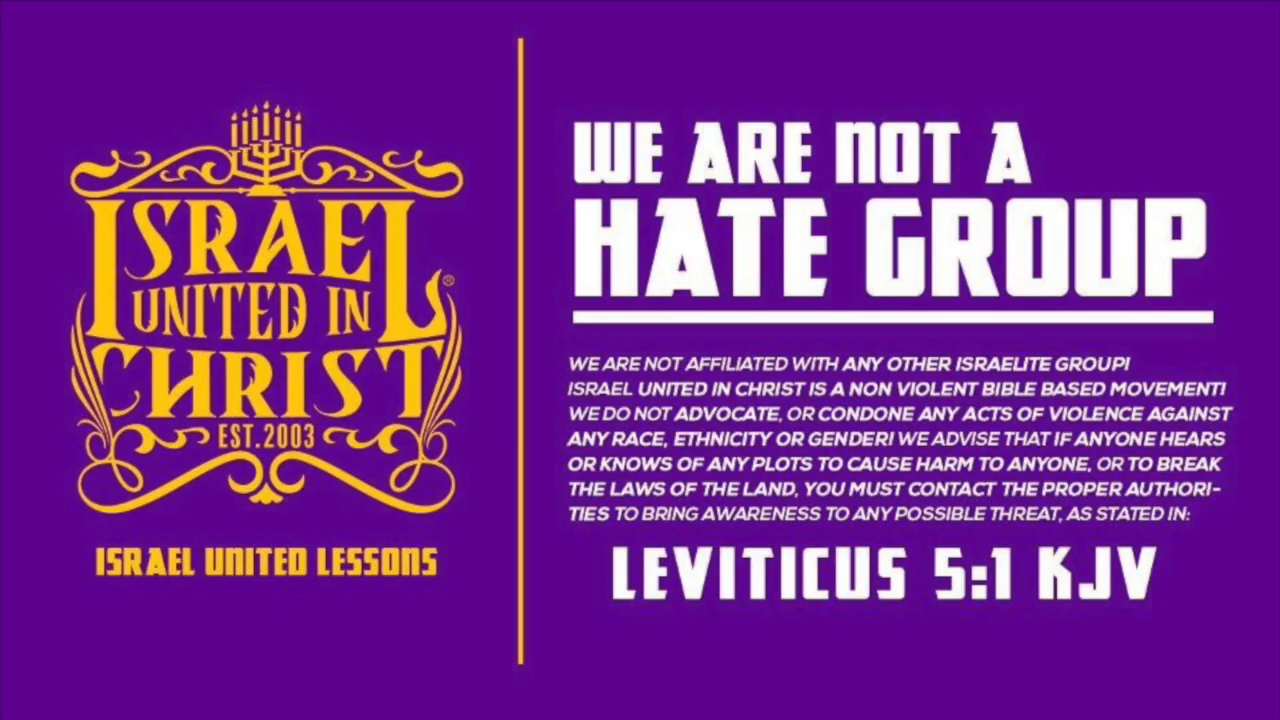 ISRAEL
UNITED IN
CHRIST
EST.2003
ISRAEL UNITED LESSONS
WE ARE NOT A
HATE GROUP
WE ARE NOT AFFILIATED WITH ANY OTHER ISRAELITE GROUP!
ISRAEL UNITED IN CHRIST IS A NON VIOLENT BIBLE BASED MOVEMENT!
WE DO NOT ADVOCATE, OR CONDONE ANY ACTS OF VIOLENCE AGAINST
ANY RACE, ETHNICITY OR GENDER! WE ADVISE THAT IF ANYONE HEARS
OR KNOWS OF ANY PLOTS TO CAUSE HARM TO ANYONE, OR TO BREAK
THE LAWS OF THE LAND, YOU MUST CONTACT THE PROPER AUTHORI-
TIES TO BRING AWARENESS TO ANY POSSIBLE THREAT, AS STATED IN:
LEVITICUS 5:1 KJV